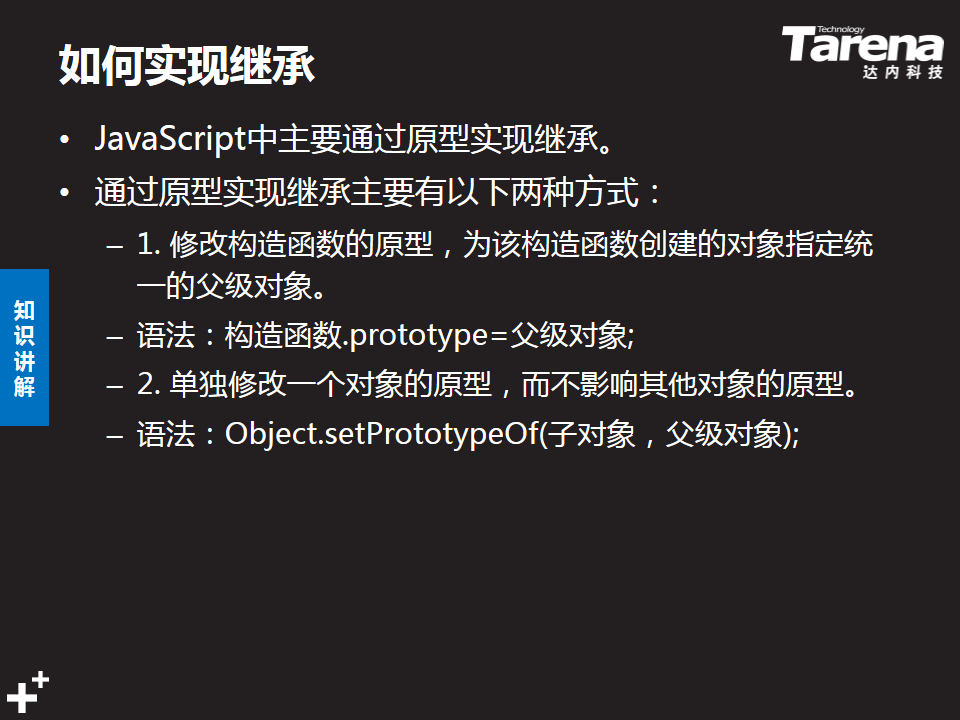 如何实现继承
Technology
Tarena
达内科技
• JavaScript中主要通过原型实现继承。
• 通过原型实现继承主要有以下两种方式：
– 1. 修改构造函数的原型，为该构造函数创建的对象指定统
一的父级对象。
– 语法：构造函数.prototype=父级对象;
– 2. 单独修改一个对象的原型，而不影响其他对象的原型。
– 语法：Object.setPrototypeOf(子对象，父级对象);
知
识
讲
解